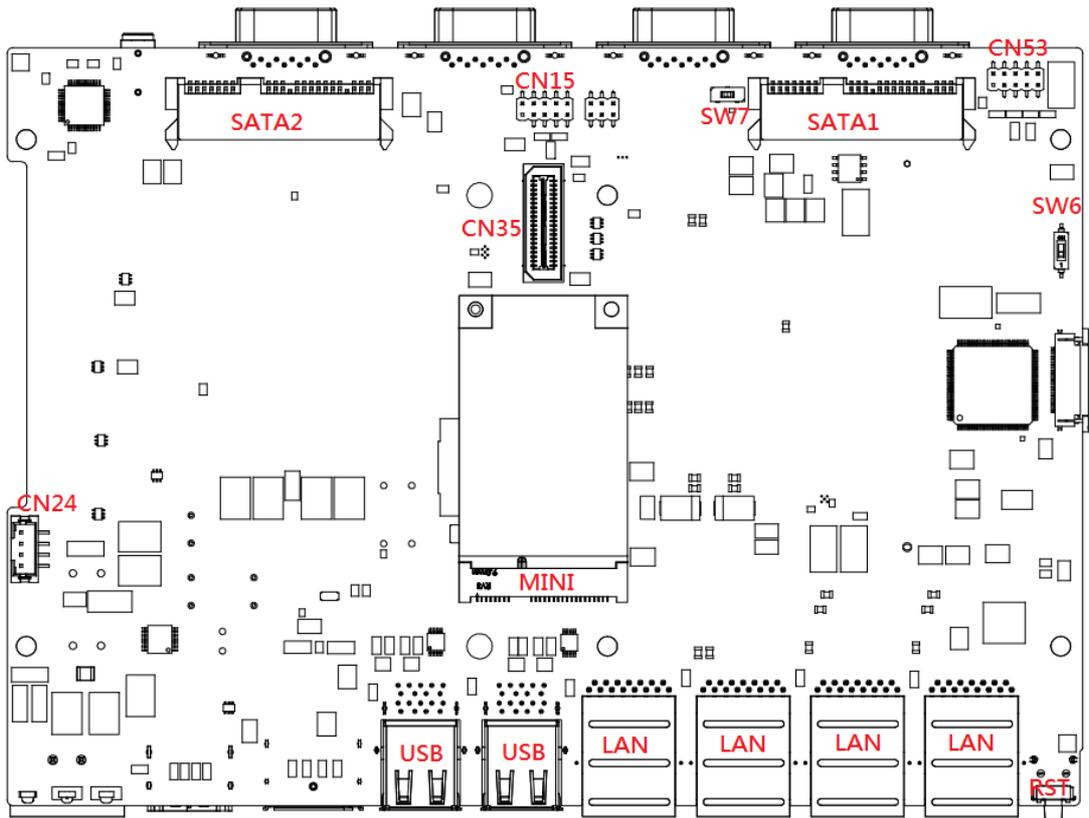 CN53
CN15
SW7
SATA2
SATA1
SW6
CN35
CN24
MINI
USB
USB
LAN
LAN
LAN
LAN
RST